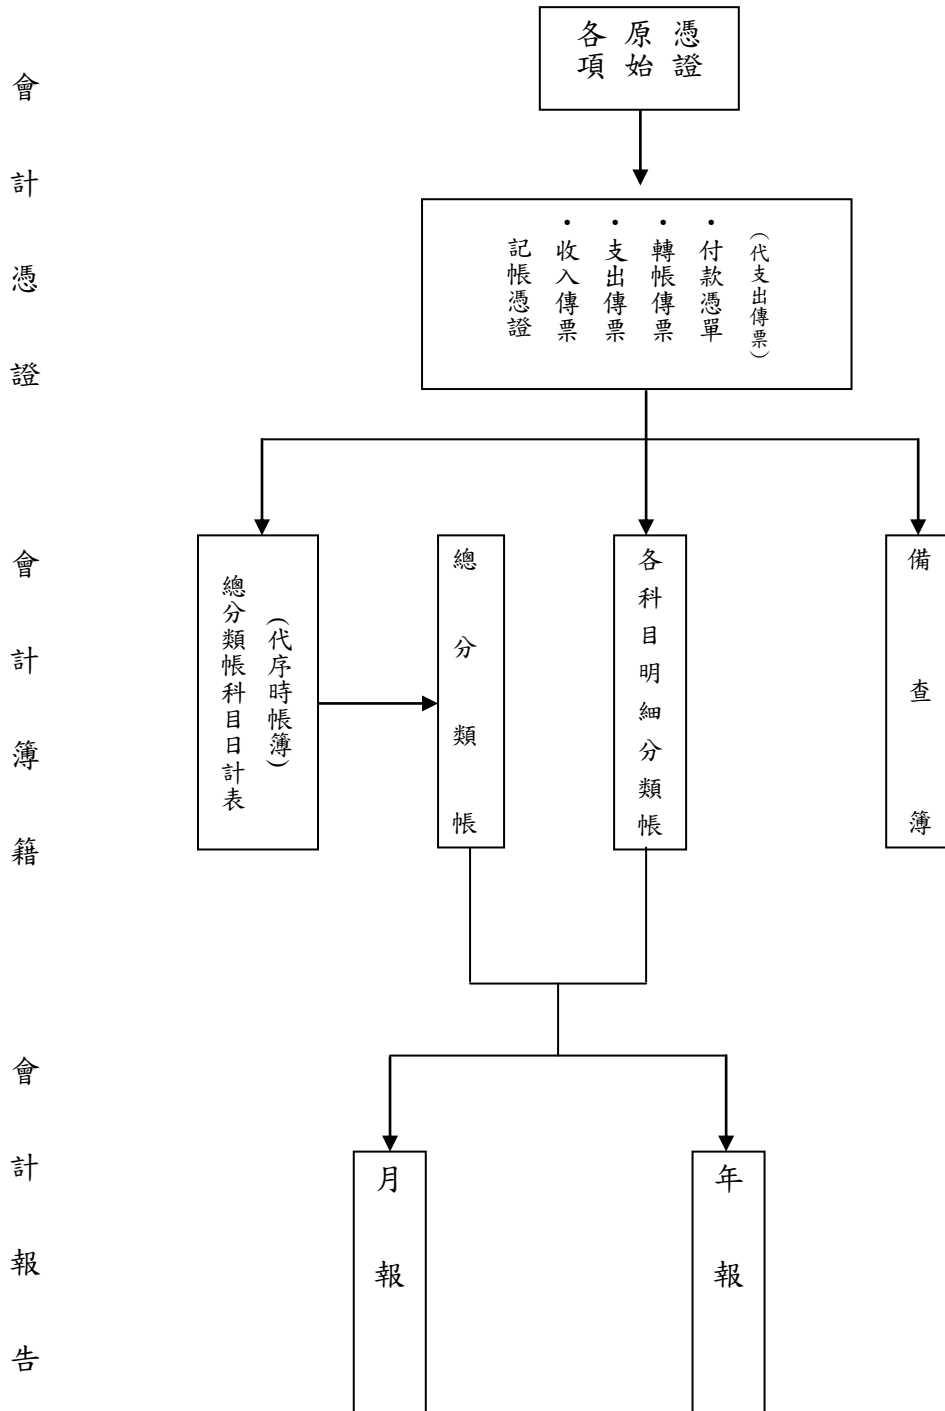 會計憑證
各項
原始
憑證
記帳憑證
・收入傳票
・支出傳票
・轉帳傳票
・付款憑單
(代支出傳票)
會計簿籍
總分類帳科目日計表
(代序時帳簿)
總分類帳
各科目明細分類帳
備查簿
會計報告
月報
年報